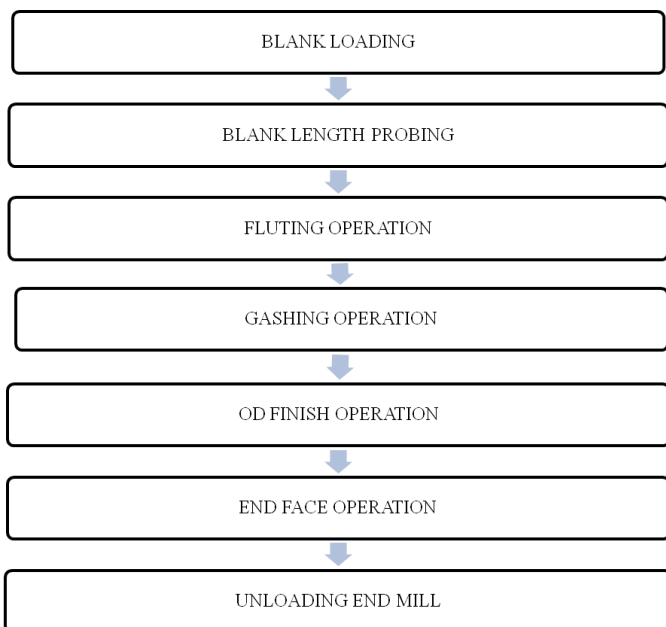 BLANK LOADING
BLANK LENGTH PROBING
FLUTING OPERATION
GASHING OPERATION
OD FINISH OPERATION
END FACE OPERATION
UNLOADING END MILL